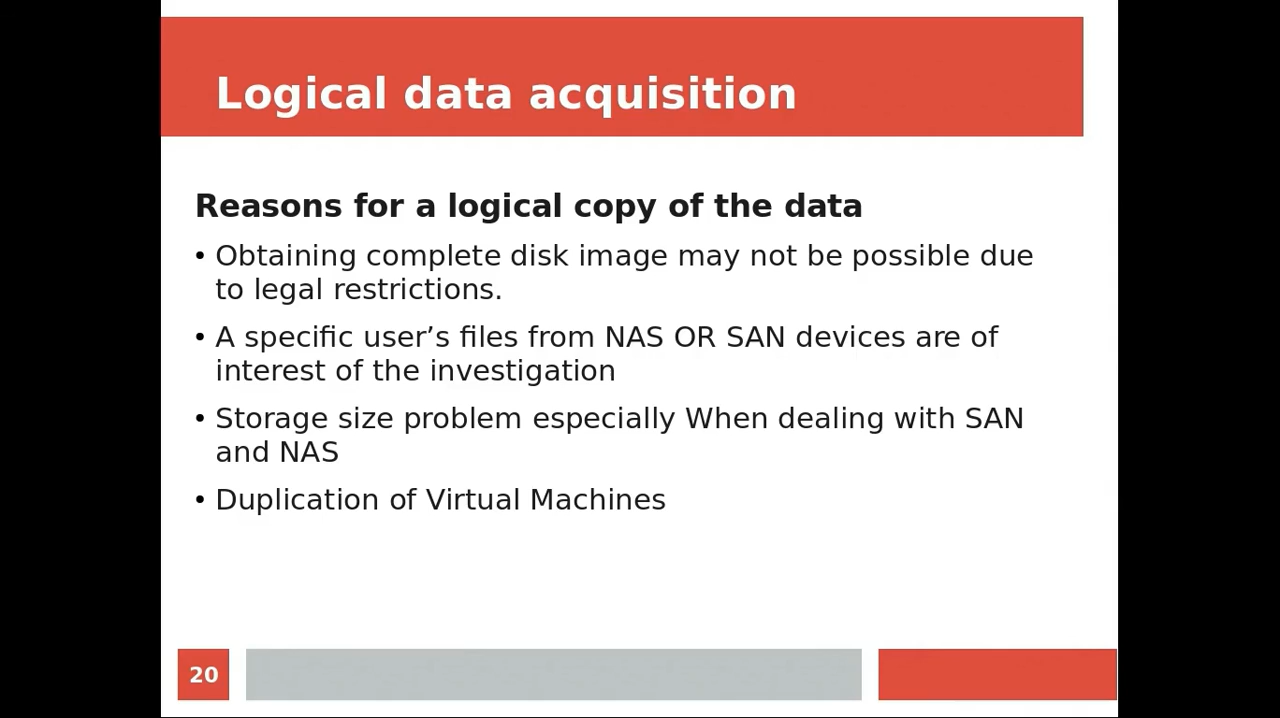 Logical data acquisition
Reasons for a logical copy of the data
• Obtaining complete disk image may not be possible due
to legal restrictions.
• A specific user’s files from NAS OR SAN devices are of
interest of the investigation
• Storage size problem especially When dealing with SAN
and NAS
• Duplication of Virtual Machines
20